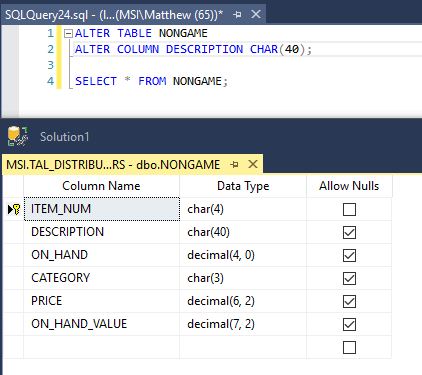 SQLQuery24.sql - (l...(MSI\Matthew (65))*
1 ALTER TABLE NONGAME
2 ALTER COLUMN DESCRIPTION CHAR(40);
3
4 SELECT * FROM NONGAME;
Solution1
MSI.TAL_DISTRIBU...RS - dbo.NONGAME
Column Name Data Type Allow Nulls
ITEM_NUM char(4)
DESCRIPTION char(40)
ON_HAND decimal(4, 0)
CATEGORY char(3)
PRICE decimal(6, 2)
ON_HAND_VALUE decimal(7, 2)